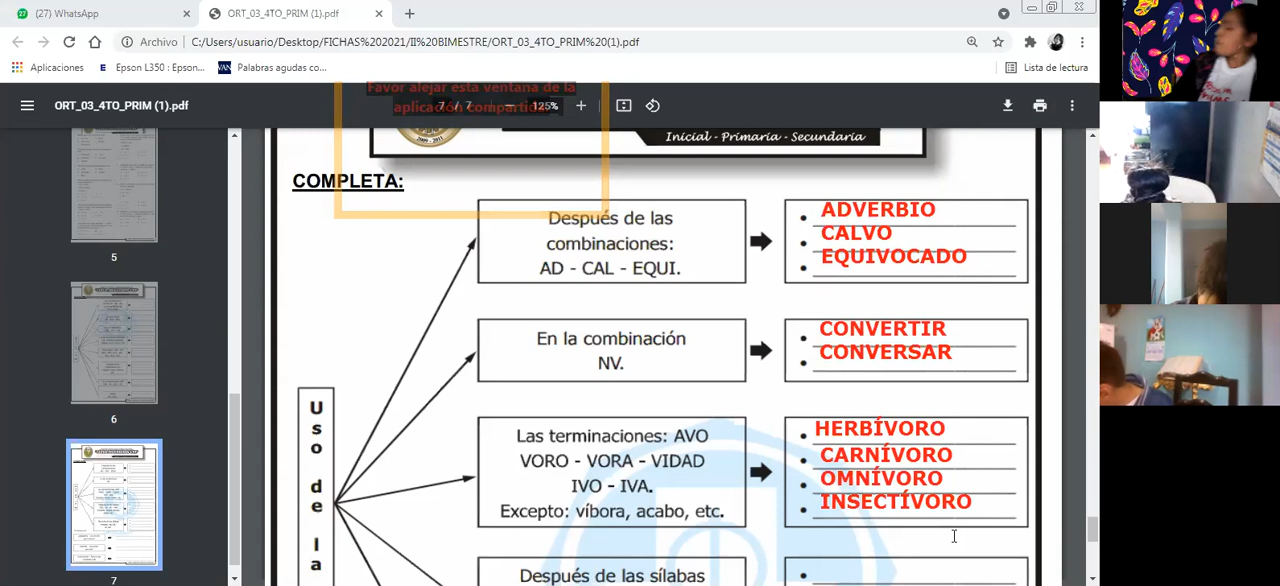 (27) WhatsApp
ORT_03_4TO_PRIM (1).pdf
Archivo
C:/Users/usuario/Desktop/FICHAS%202021/II%20BIMESTRE/ORT_03_4TO_PRIM%20(1).pdf
Aplicaciones
Epson L350 : Epson...
Palabras agudas co...
Lista de lectura
ORT_03_4TO_PRIM (1).pdf
Favor alejar esta ventana de la
aplicación compartida
7 / 7
125%
Inicial - Primaria - Secundaria
COMPLETA:
Después de las
combinaciones:
AD - CAL - EQUI.
• ADVERBIO
• CALVO
• EQUIVOCADO
En la combinación
NV.
• CONVERTIR
• CONVERSAR
Las terminaciones: AVO
VORO - VORA - VIDAD
IVO - IVA.
Excepto: víbora, acabo, etc.
• HERBÍVORO
• CARNÍVORO
• OMNÍVORO
• INSECTÍVORO
Después de las sílabas
Uso de la
5
6
7